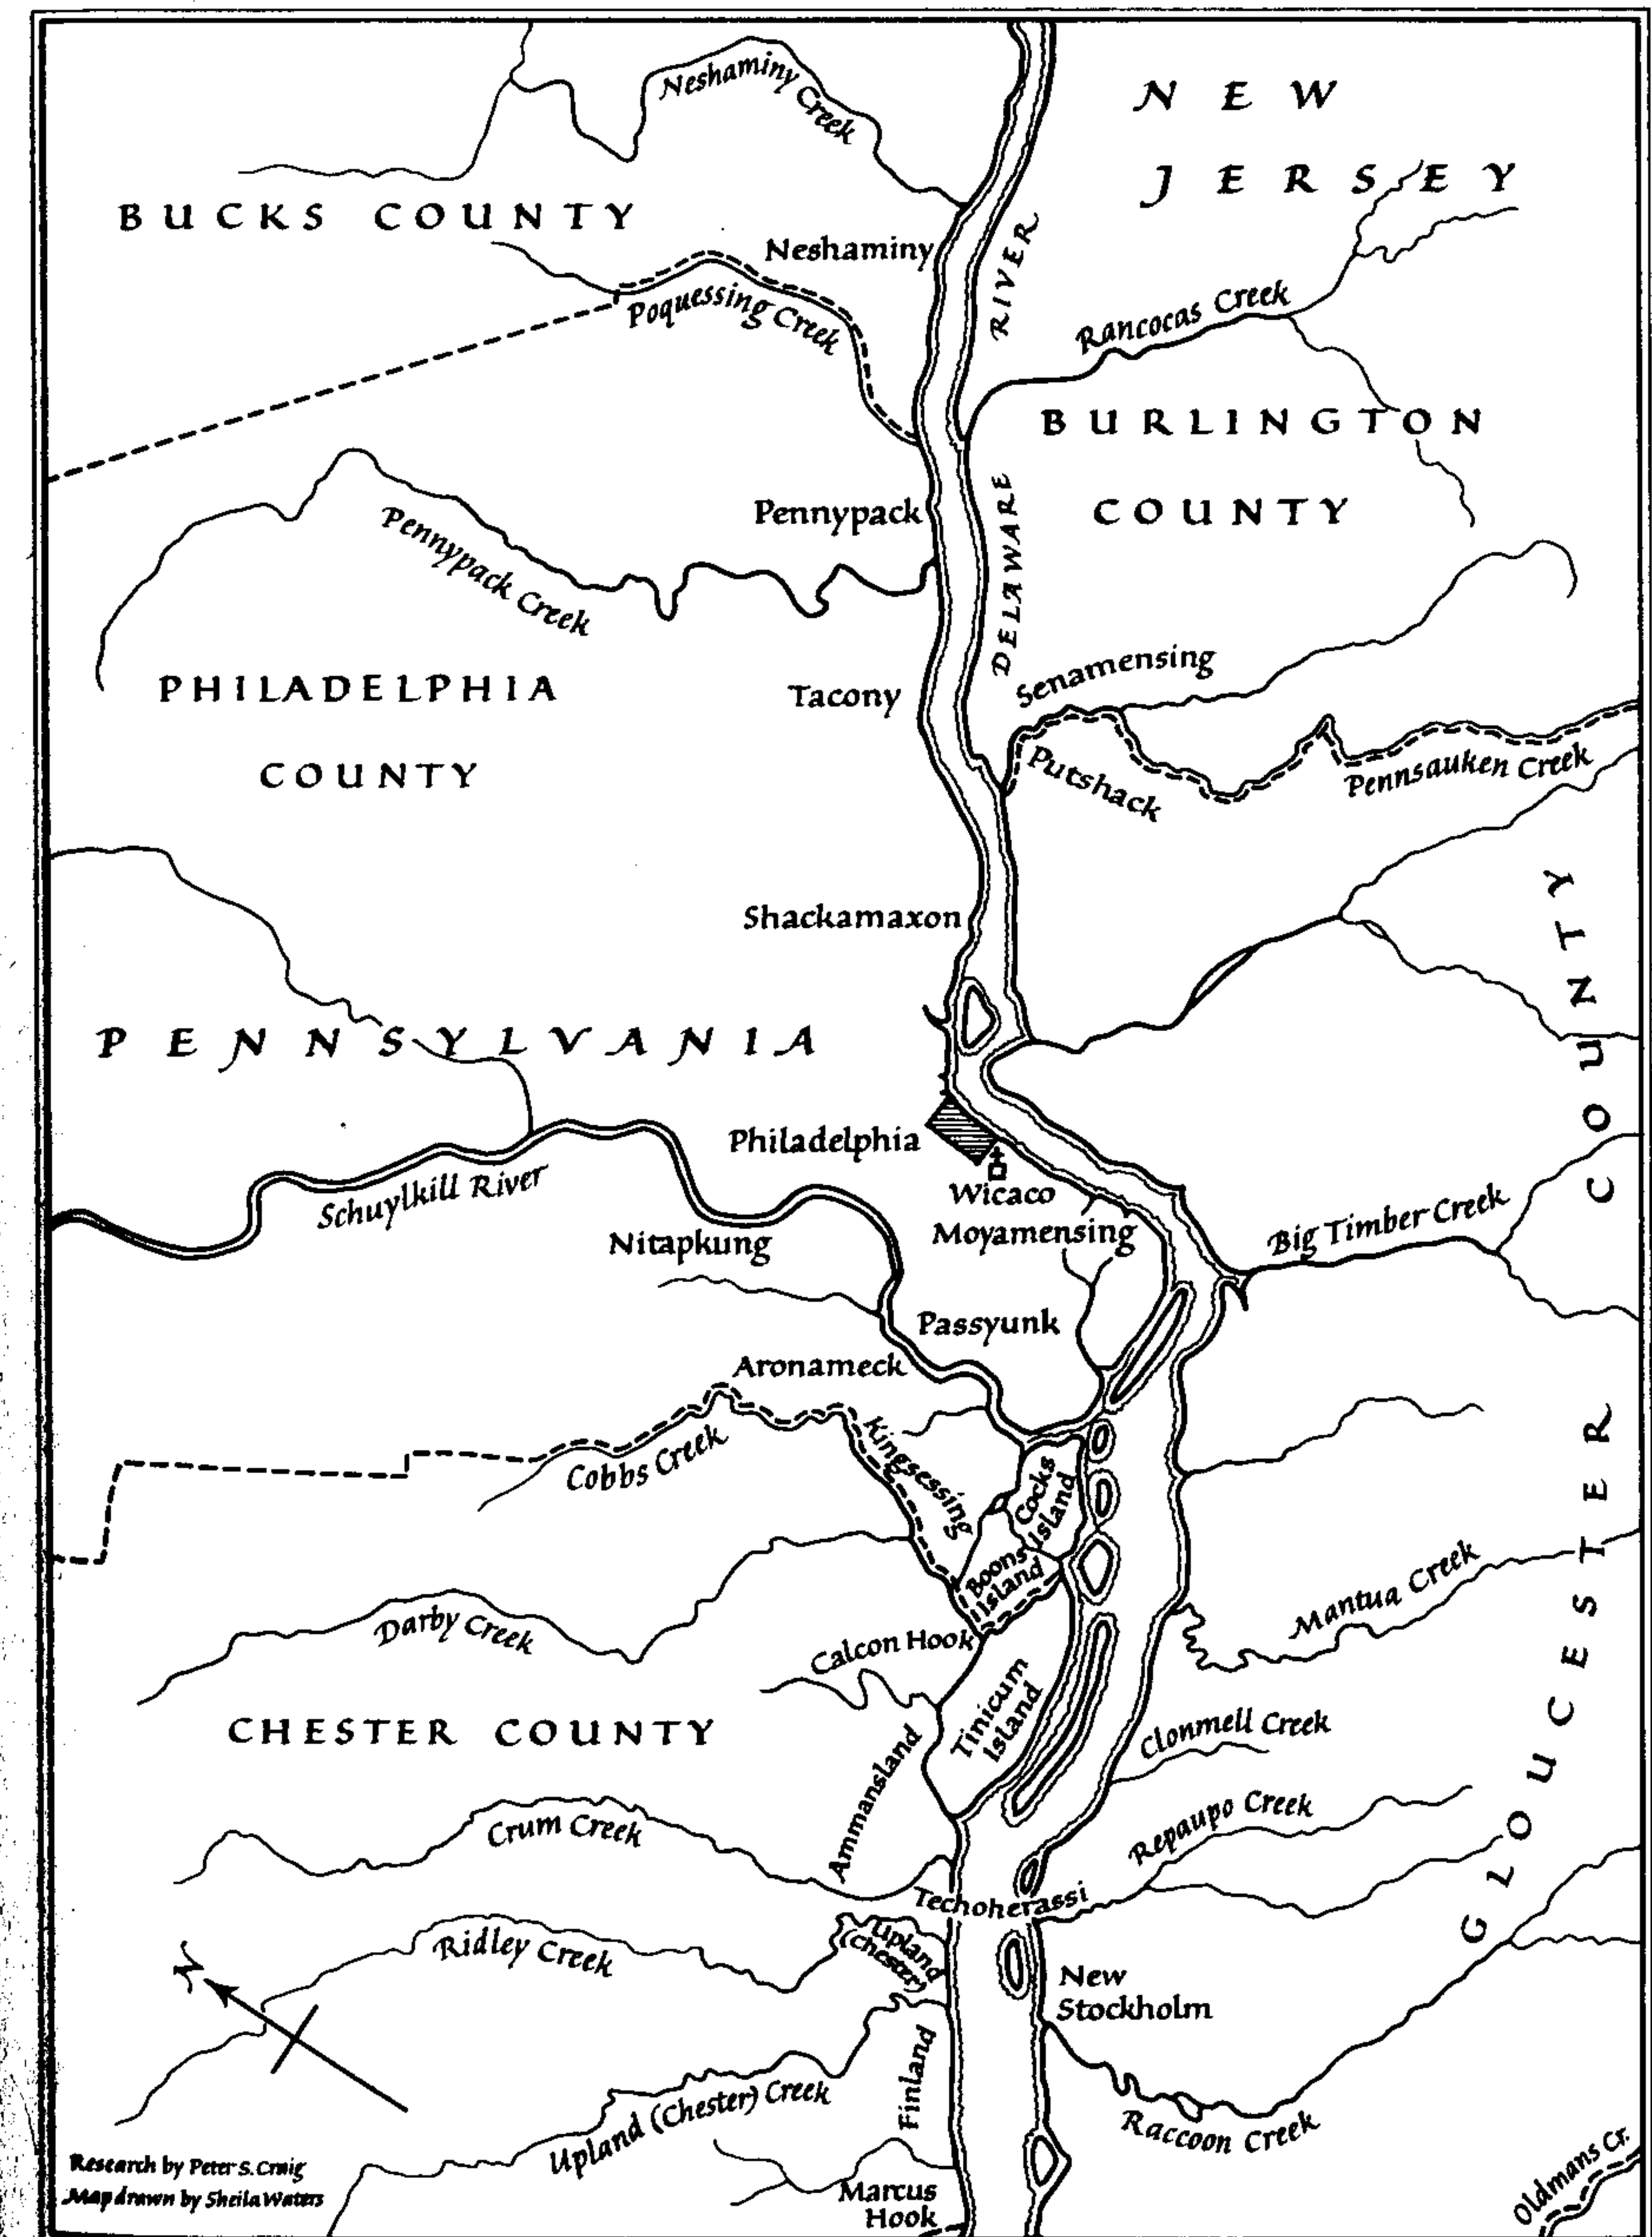 Neshaminy Creek
NEW
JERSEY
BUCKS COUNTY
Neshaminy
RIVER
Poquessing Creek
Rancocas Creek
BURLINGTON
COUNTY
Pennypack
DELAWARE
Pennypack Creek
Senamensing
PHILADELPHIA
COUNTY
Tacony
Putshack
Pennsauken Creek
Shackamaxon
PENNSYLVANIA
Philadelphia
Schuylkill River
Wicaco
Moyamensing
Nitapkung
Big Timber Creek
Passyunk
Aronameck
Cobbs Creek
Kingsessing
Cocks
Island
Boons
Island
Mantua Creek
Darby Creek
Calcon Hook
Tinicum
Island
CHESTER COUNTY
Clonmell Creek
GLOUCESTER COUNTY
Ammansland
Crum Creek
Repaupo Creek
Techoherassi
Upland
(Chester)
Ridley Creek
N
New
Stockholm
Finland
Upland (Chester) Creek
Raccoon Creek
Marcus
Hook
Oldmans Cr.
Research by Peter S. Craig
Map drawn by Sheila Waters